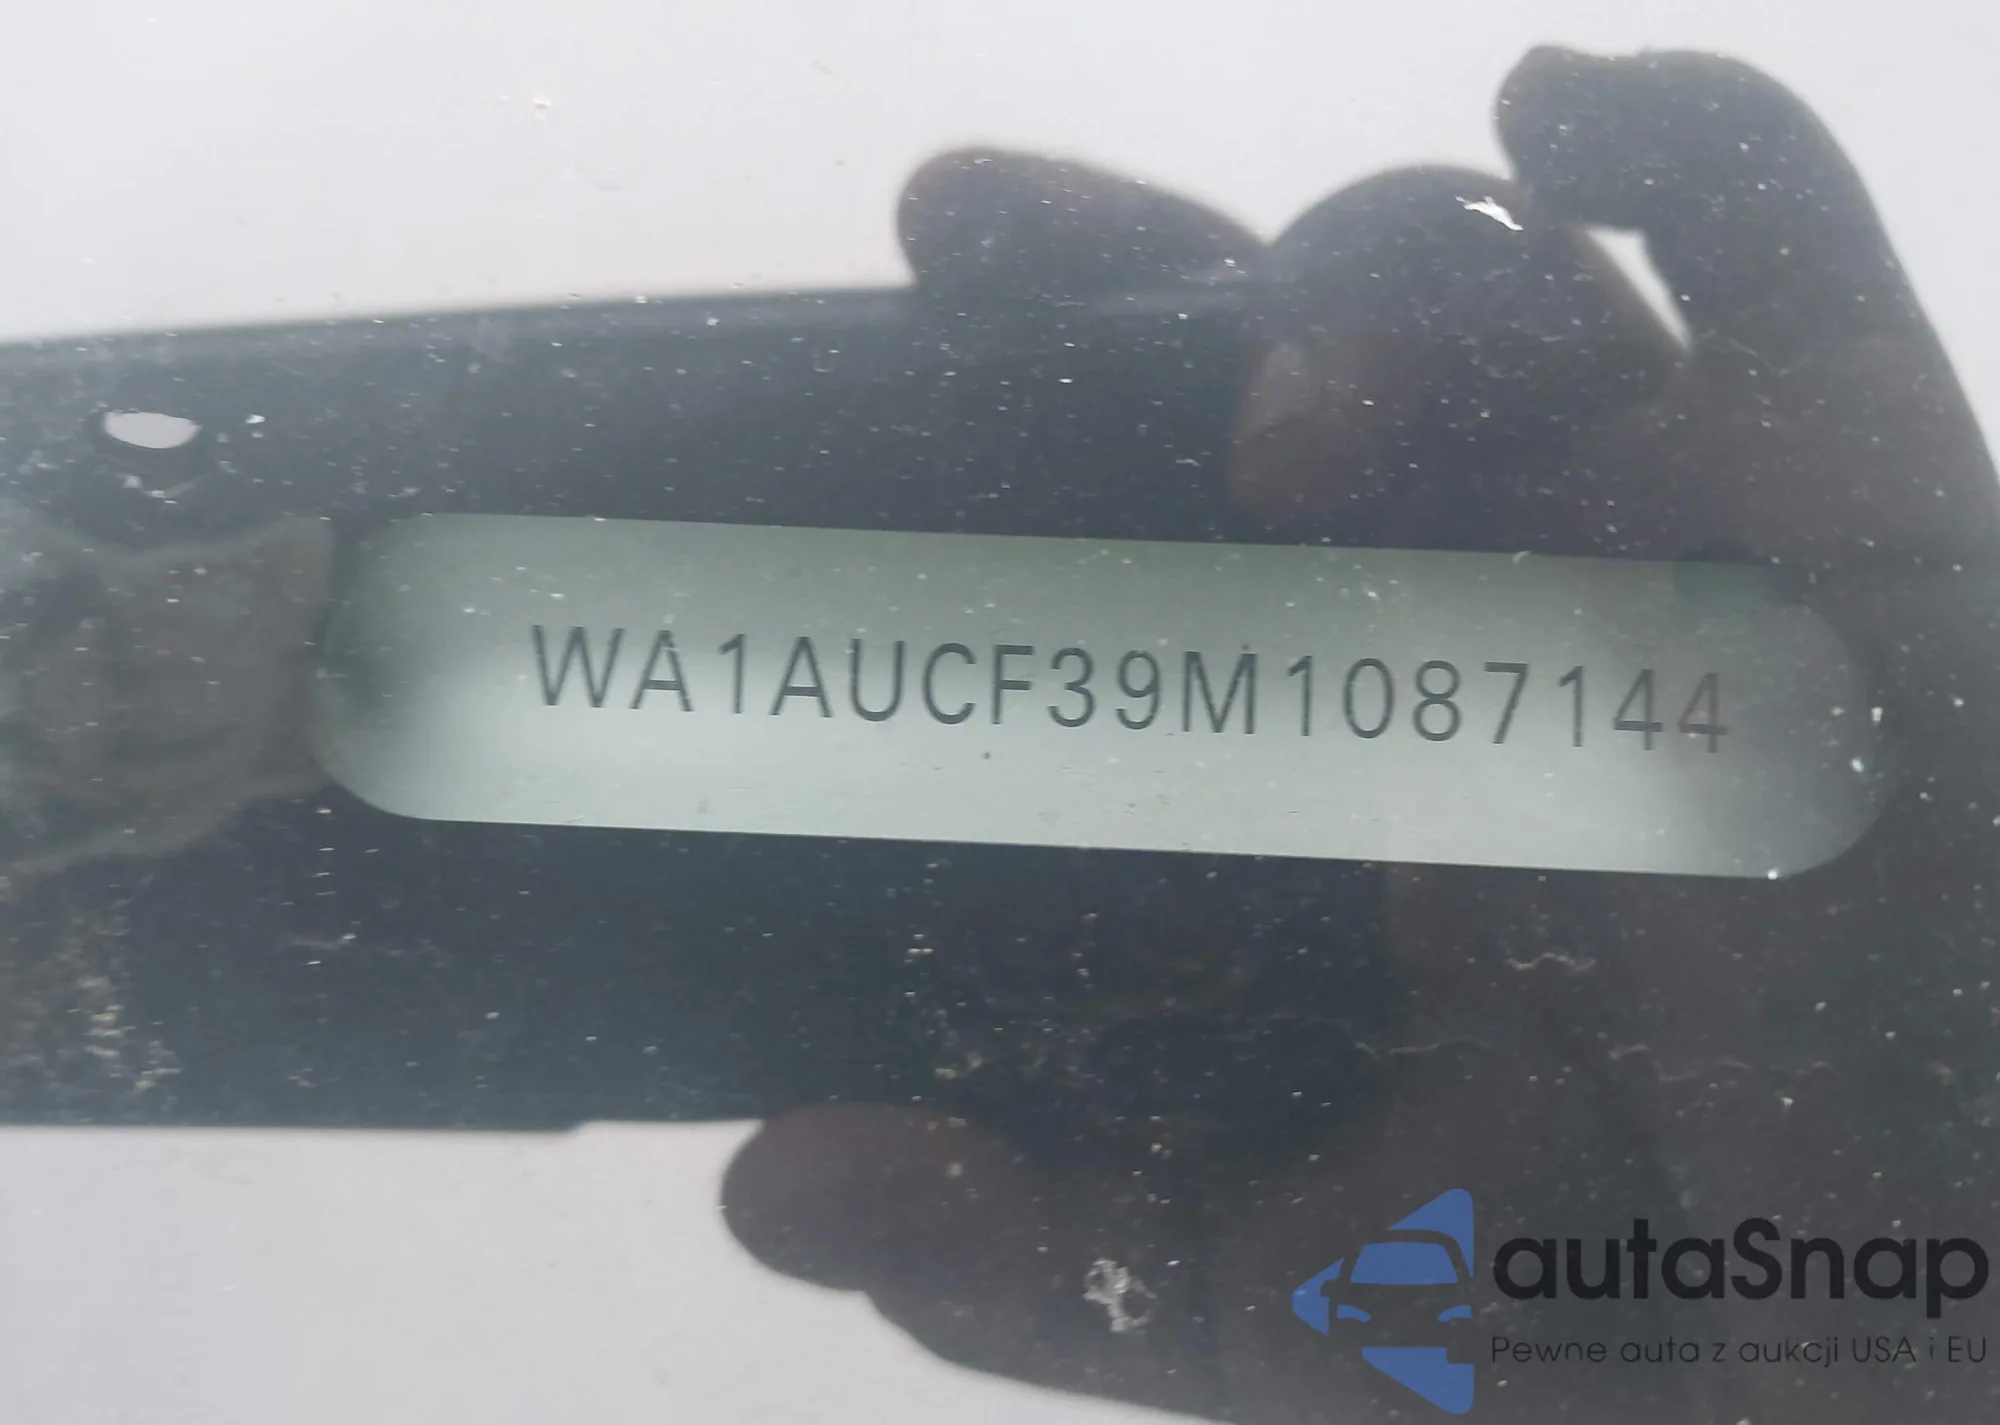 WA1AUCF39M1087144
autaSnap
Pewne auta z aukcji USA i EU